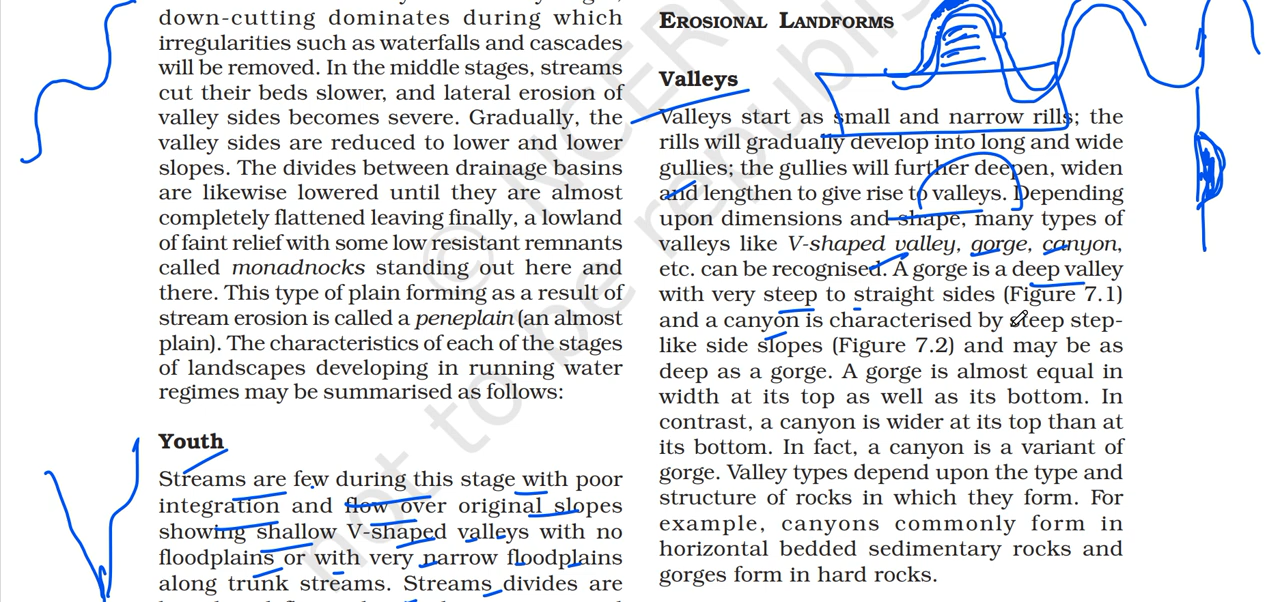 down-cutting dominates during which
irregularities such as waterfalls and cascades
will be removed. In the middle stages, streams
cut their beds slower, and lateral erosion of
valley sides becomes severe. Gradually, the
valley sides are reduced to lower and lower
slopes. The divides between drainage basins
are likewise lowered until they are almost
completely flattened leaving finally, a lowland
of faint relief with some low resistant remnants
called monadnocks standing out here and
there. This type of plain forming as a result of
stream erosion is called a peneplain (an almost
plain). The characteristics of each of the stages
of landscapes developing in running water
regimes may be summarised as follows:
Youth
Streams are few during this stage with poor
integration and flow over original slopes
showing shallow V-shaped valleys with no
floodplains or with very narrow floodplains
along trunk streams. Streams divides are
EROSIONAL LANDFORMS
Valleys
Valleys start as small and narrow rills; the
rills will gradually develop into long and wide
gullies; the gullies will further deepen, widen
and lengthen to give rise to valleys. Depending
upon dimensions and shape, many types of
valleys like V-shaped valley, gorge, canyon,
etc. can be recognised. A gorge is a deep valley
with very steep to straight sides (Figure 7.1)
and a canyon is characterised by steep step-
like side slopes (Figure 7.2) and may be as
deep as a gorge. A gorge is almost equal in
width at its top as well as its bottom. In
contrast, a canyon is wider at its top than at
its bottom. In fact, a canyon is a variant of
gorge. Valley types depend upon the type and
structure of rocks in which they form. For
example, canyons commonly form in
horizontal bedded sedimentary rocks and
gorges form in hard rocks.
© NCERT
not to be republi